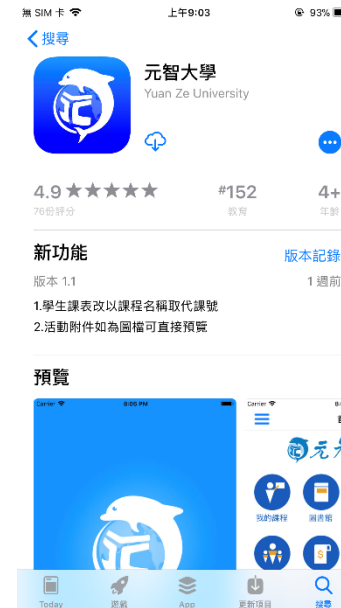 無 SIM 卡 上午9:03 93%
搜尋
元智大學
Yuan Ze University
4.9 ★★★★★ #152 4+
76份評分 教育 年齡
新功能 版本記錄
版本 1.1 1 週前
1.學生課表改以課程名稱取代課號
2.活動附件如為圖檔可直接預覽
預覽
Carrier 8:06 PM Carrier
元
我的課程 圖書館
Today 遊戲 App 更新項目 搜尋